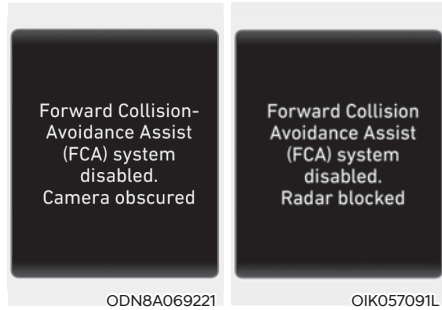 Forward Collision-
Avoidance Assist
(FCA) system
disabled.
Camera obscured
ODN8A069221
Forward Collision
Avoidance Assist
(FCA) system
disabled.
Radar blocked
OIK057091L